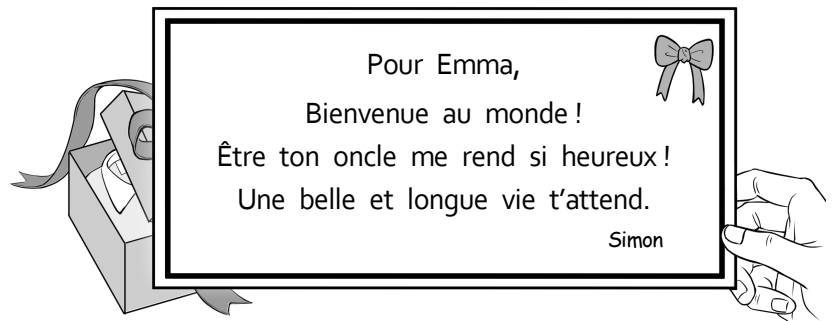 Pour Emma,
Bienvenue au monde !
Être ton oncle me rend si heureux !
Une belle et longue vie t’attend.
Simon